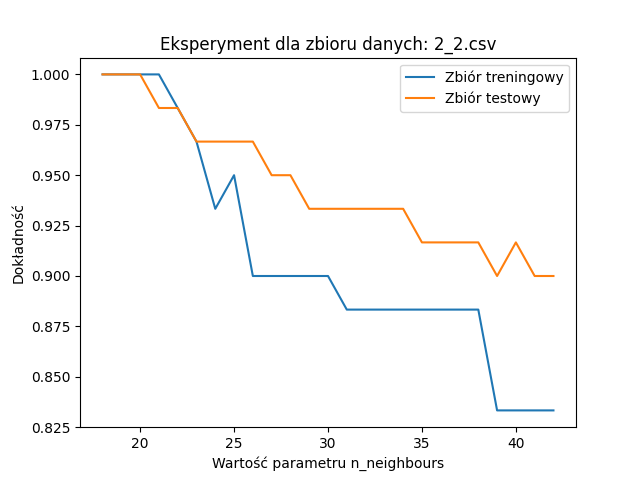 Eksperyment dla zbioru danych: 2_2.csv
Zbiór treningowy
Zbiór testowy
1.000
0.975
0.950
0.925
0.900
0.875
0.850
0.825
Dokładność
20 25 30 35 40
Wartość parametru n_neighbours